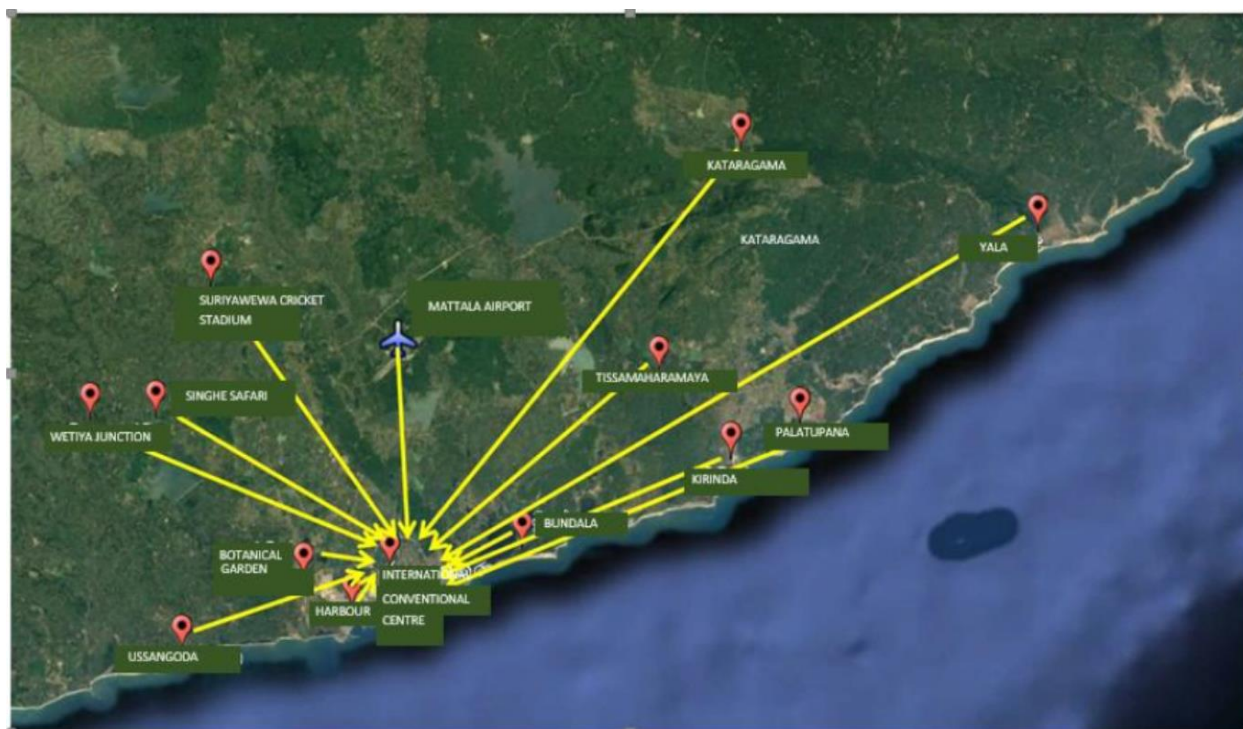 KATARAGAMA
KATARAGAMA
YALA
SURIYAWEWA CRICKET
STADIUM
MATTALA AIRPORT
TISSAMAHARAMAYA
SINGHE SAFARI
WETIYA JUNCTION
PALATUPANA
KIRINDA
BUNDALA
BOTANICAL
GARDEN
INTERNATIONAL
CONVENTIONAL
CENTRE
HARBOUR
USSANGODA